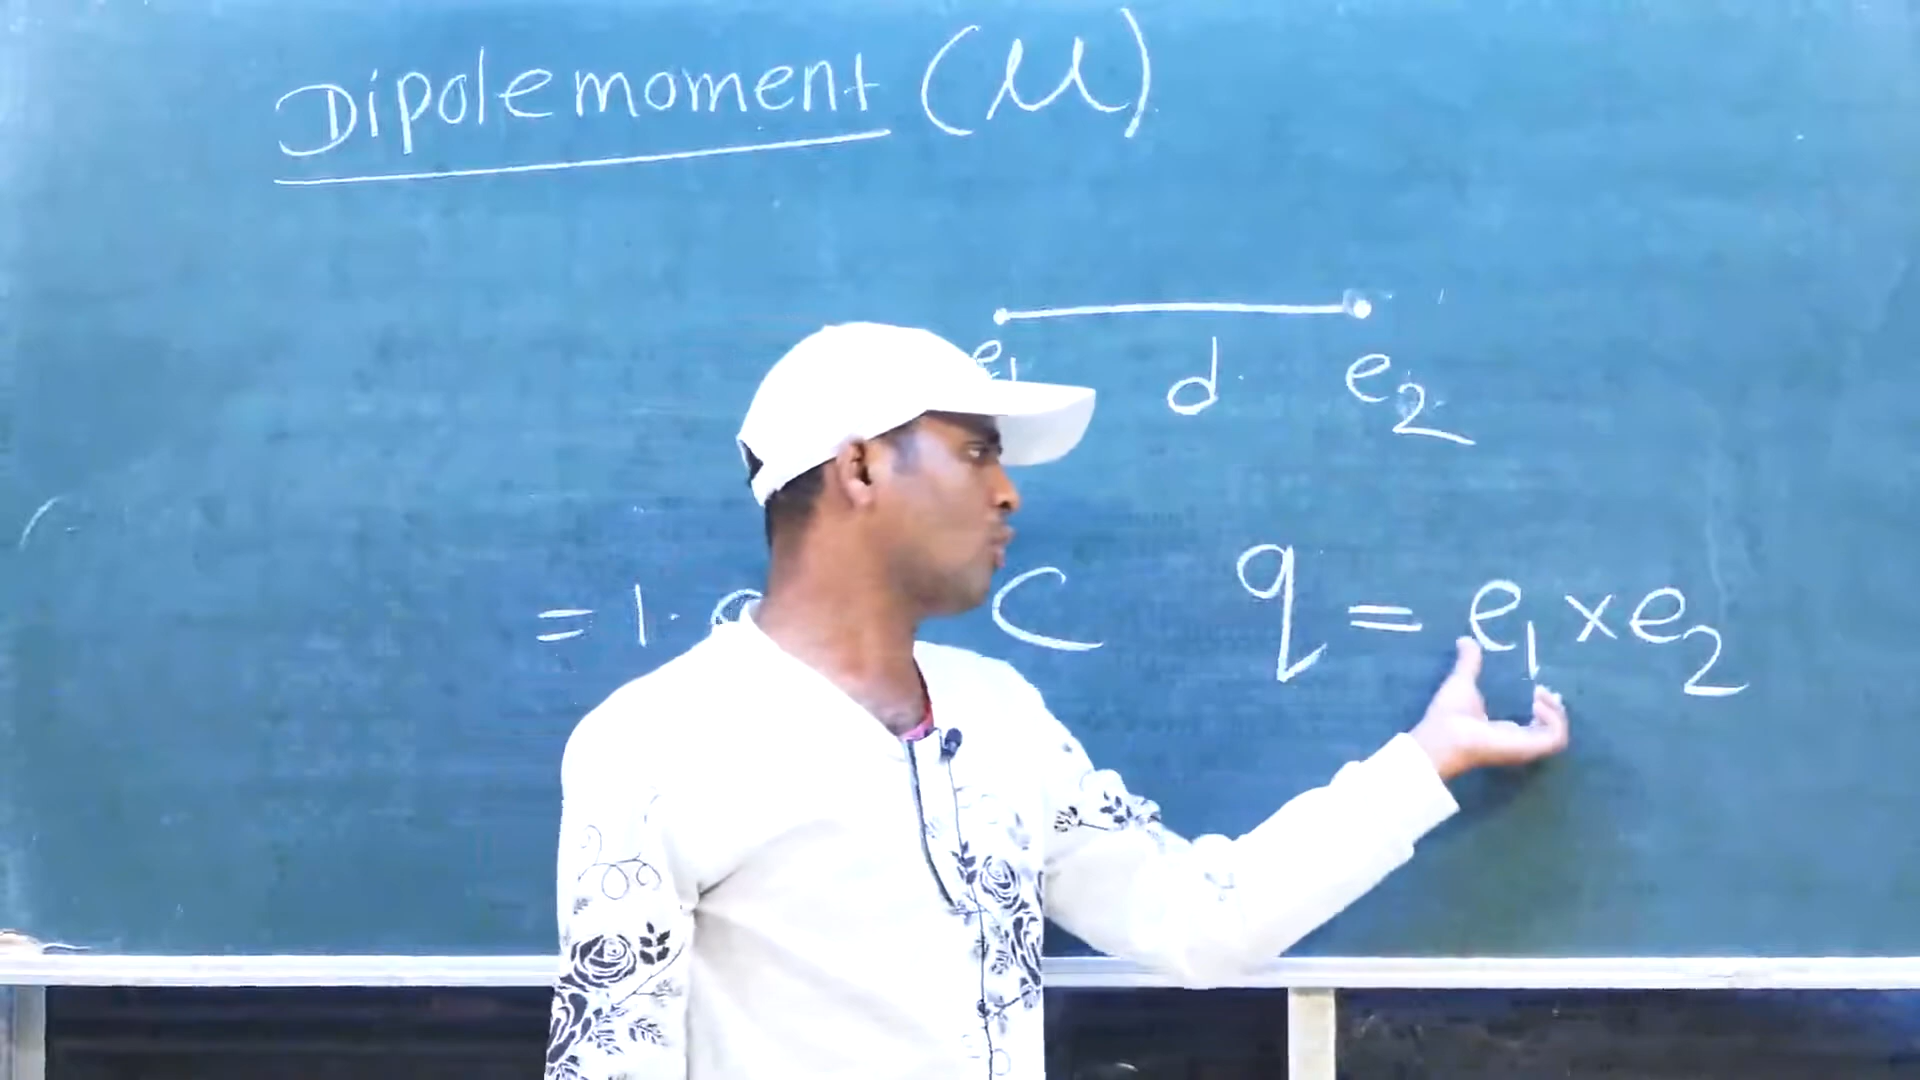 Dipolemoment (μ)
e1 d e2
= 1. C q = e1 × e2